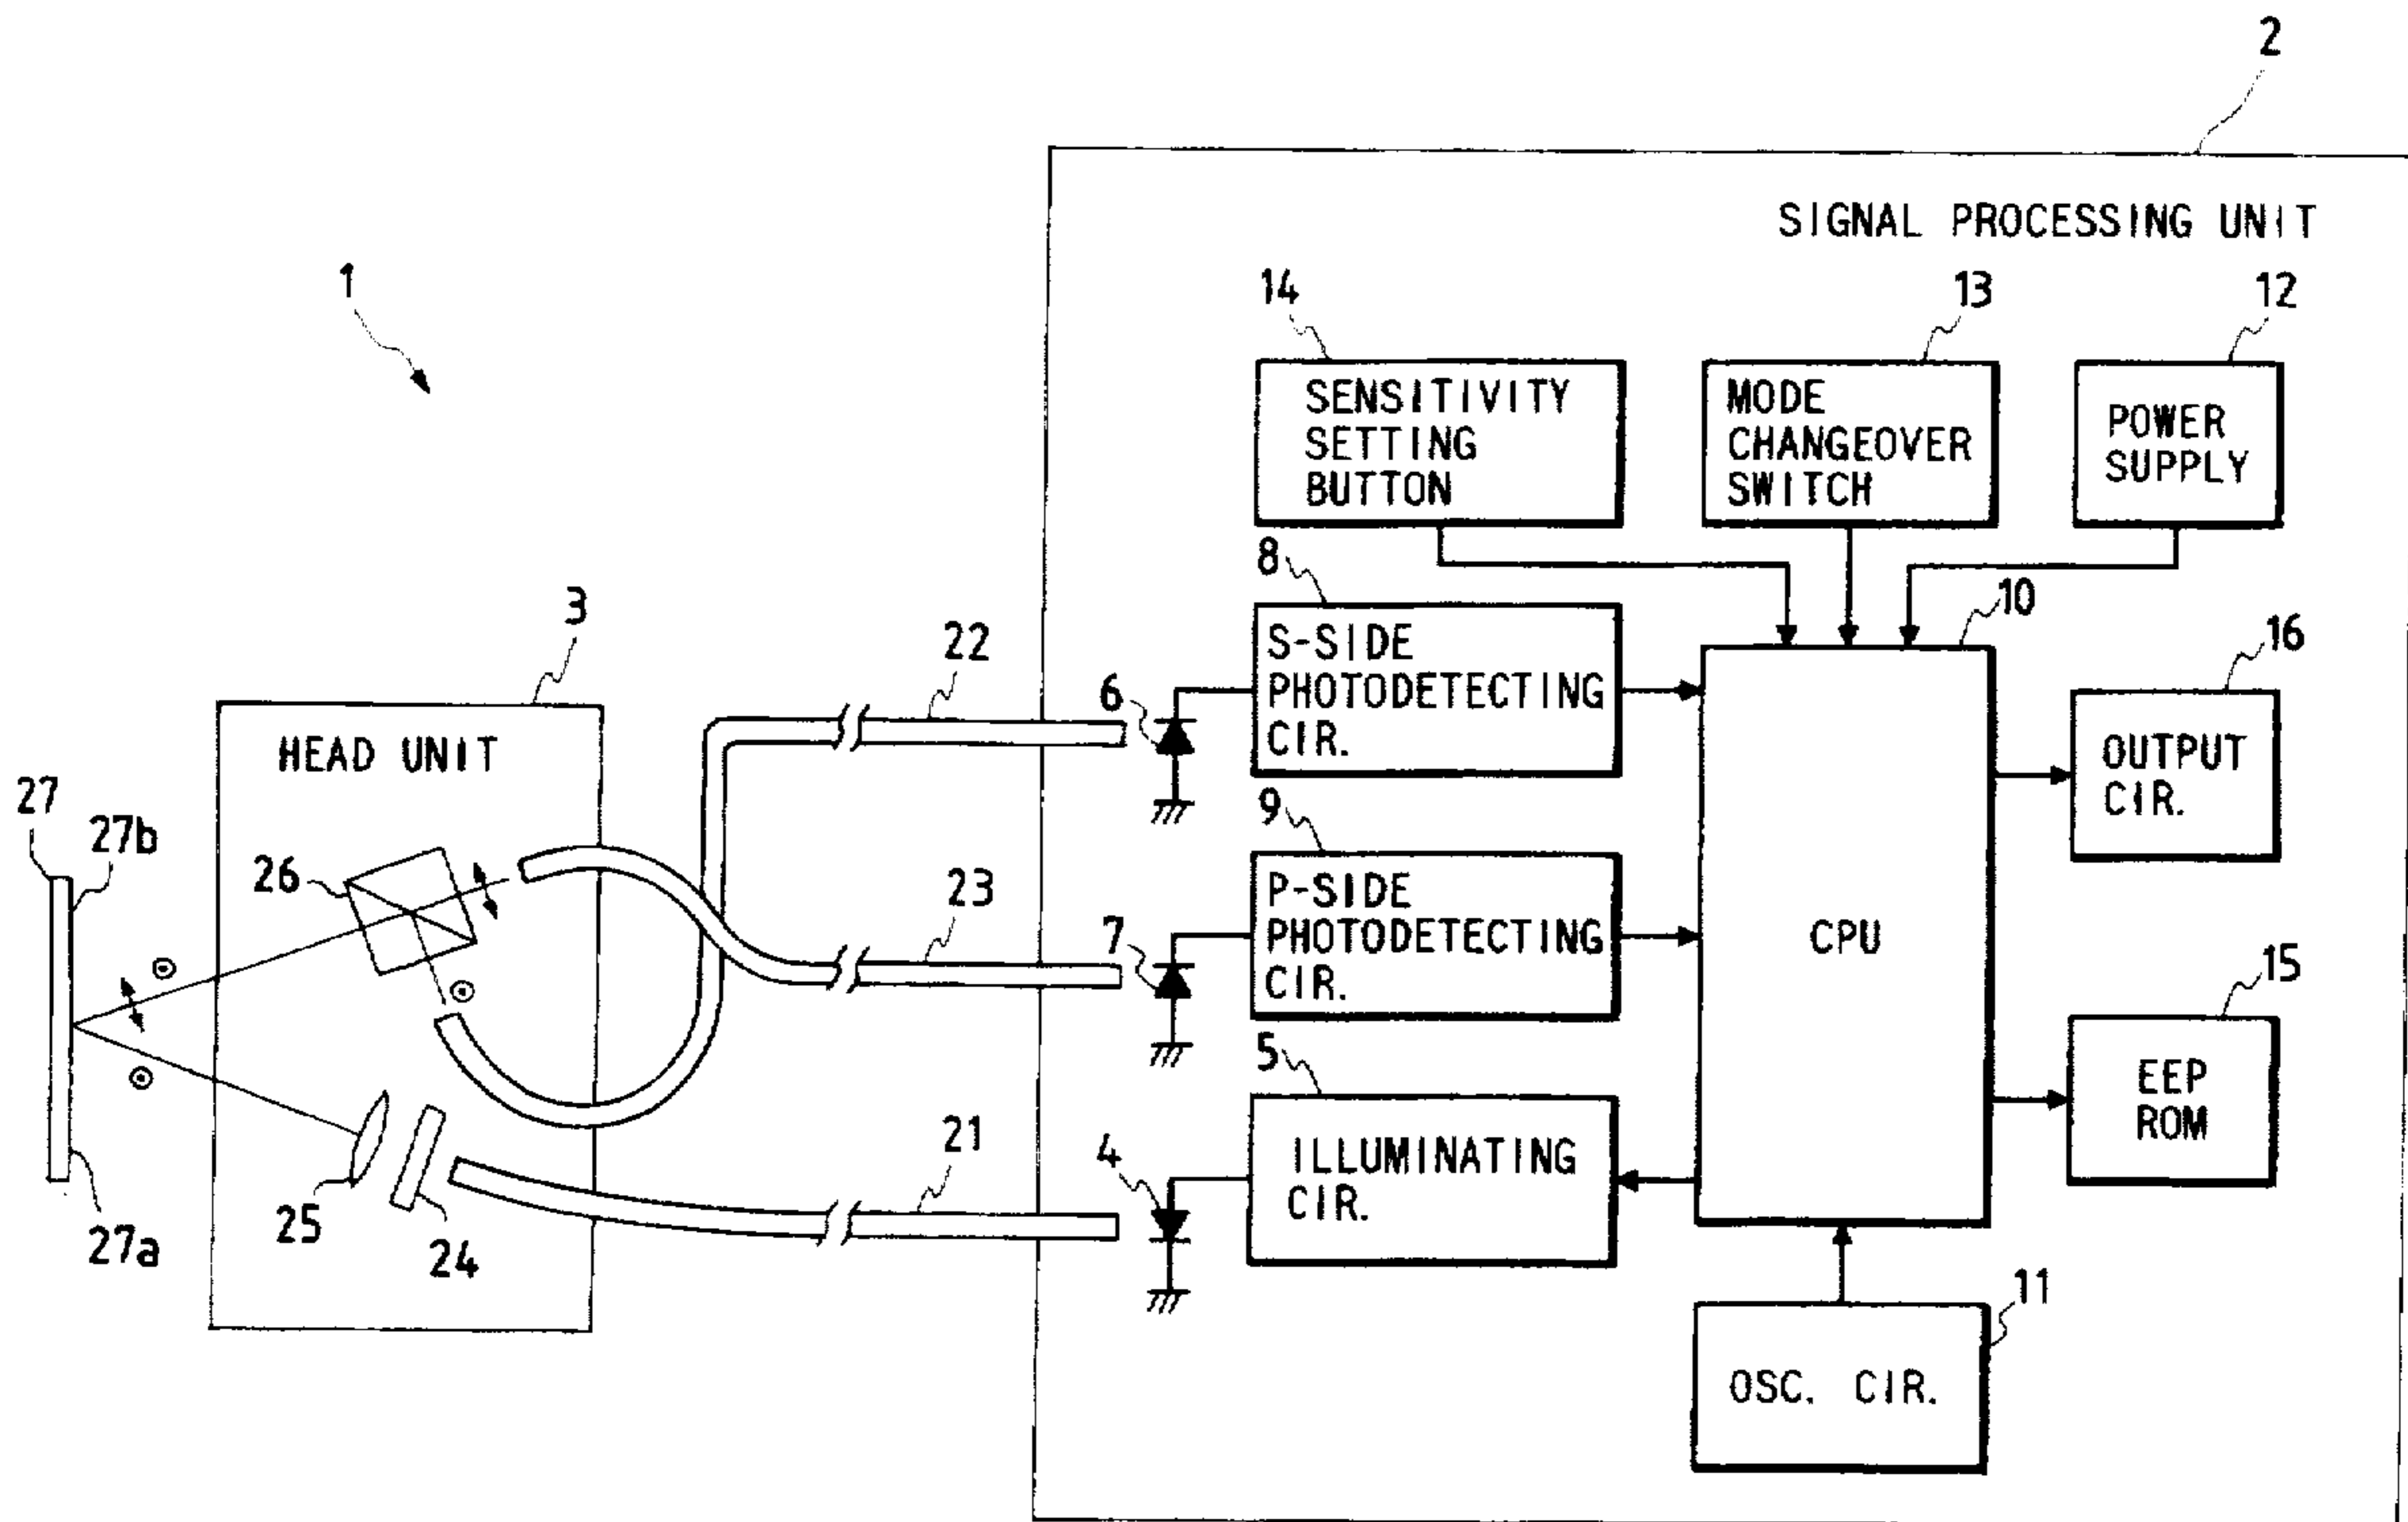 2
SIGNAL PROCESSING UNIT
1
14
13
12
SENSITIVITY
SETTING
BUTTON
MODE
CHANGEOVER
SWITCH
POWER
SUPPLY
3
8
10
22
6
S-SIDE
PHOTODETECTING
CIR.
16
HEAD UNIT
OUTPUT
CIR.
27
27b
26
9
23
7
P-SIDE
PHOTODETECTING
CIR.
CPU
15
EEP
ROM
5
21
4
ILLUMINATING
CIR.
25
24
27a
11
OSC. CIR.